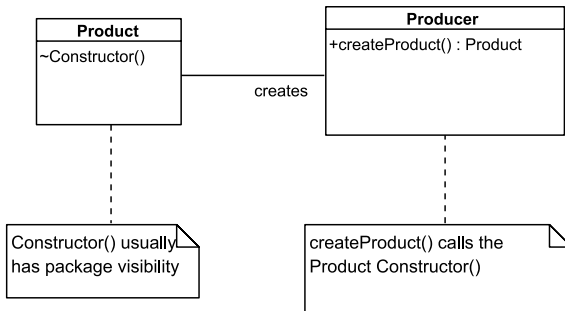 Product
~Constructor()
Producer
+createProduct() : Product
creates
Constructor() usually
has package visibility
createProduct() calls the
Product Constructor()